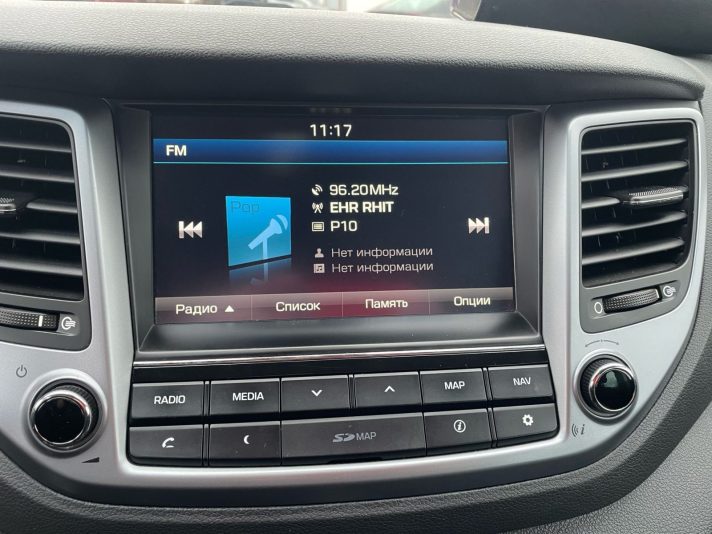 11:17
FM
Pop
96.20MHz
EHR RHIT
P10
Нет информации
Нет информации
Радио ▲ Список Память Опции
RADIO MEDIA MAP NAV
SD MAP